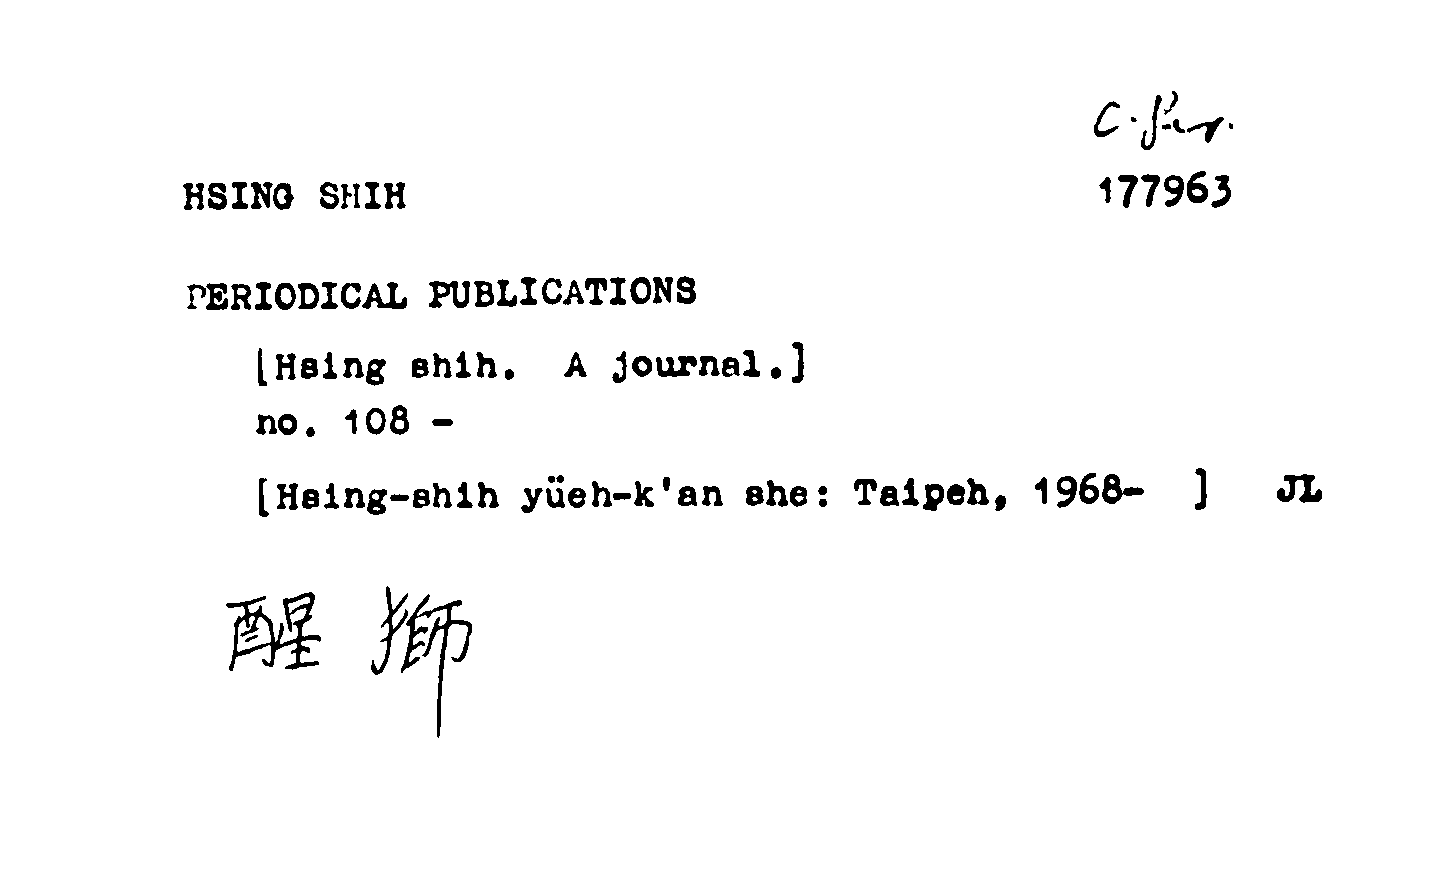 HSING SHIH
177963
PERIODICAL PUBLICATIONS
[Hsing shih. A journal.]
no. 108 -
[Hsing-shih yüeh-k'an she: Taipeh, 1968- ] JL
醒 獅